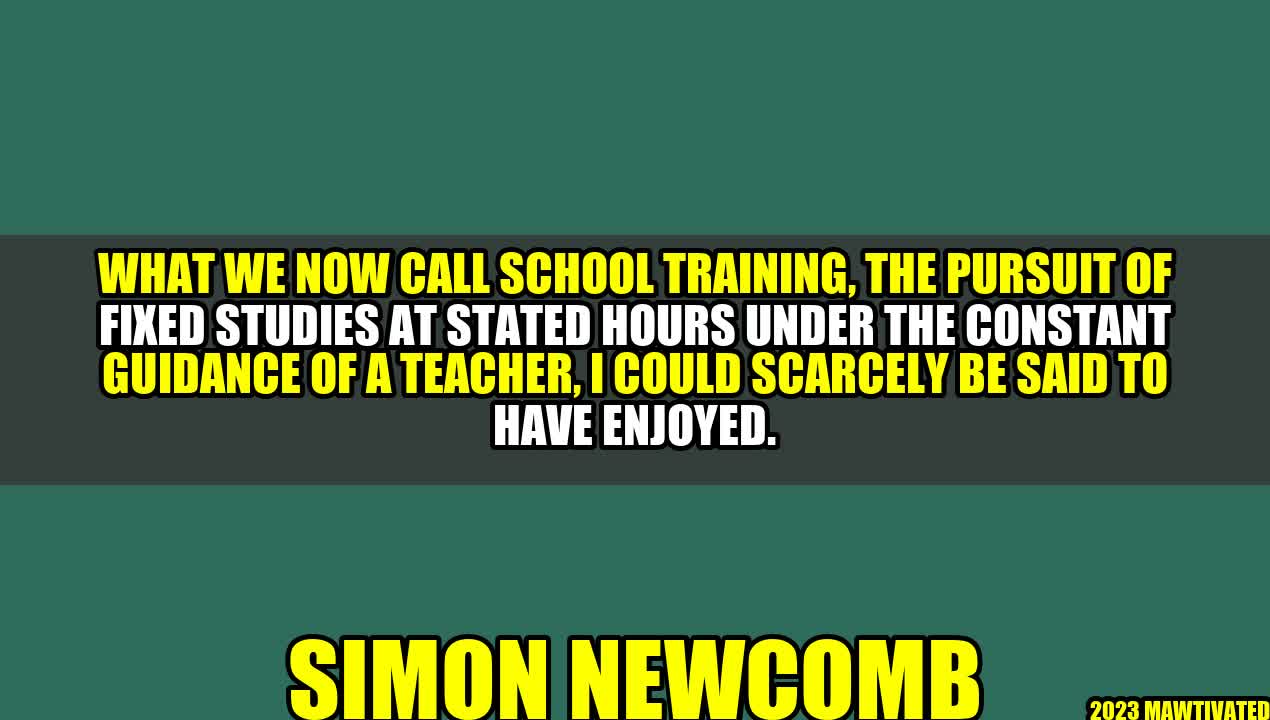 WHAT WE NOW CALL SCHOOL TRAINING, THE PURSUIT OF
FIXED STUDIES AT STATED HOURS UNDER THE CONSTANT
GUIDANCE OF A TEACHER, I COULD SCARCELY BE SAID TO
HAVE ENJOYED.
SIMON NEWCOMB
2023 MAWTIVATED